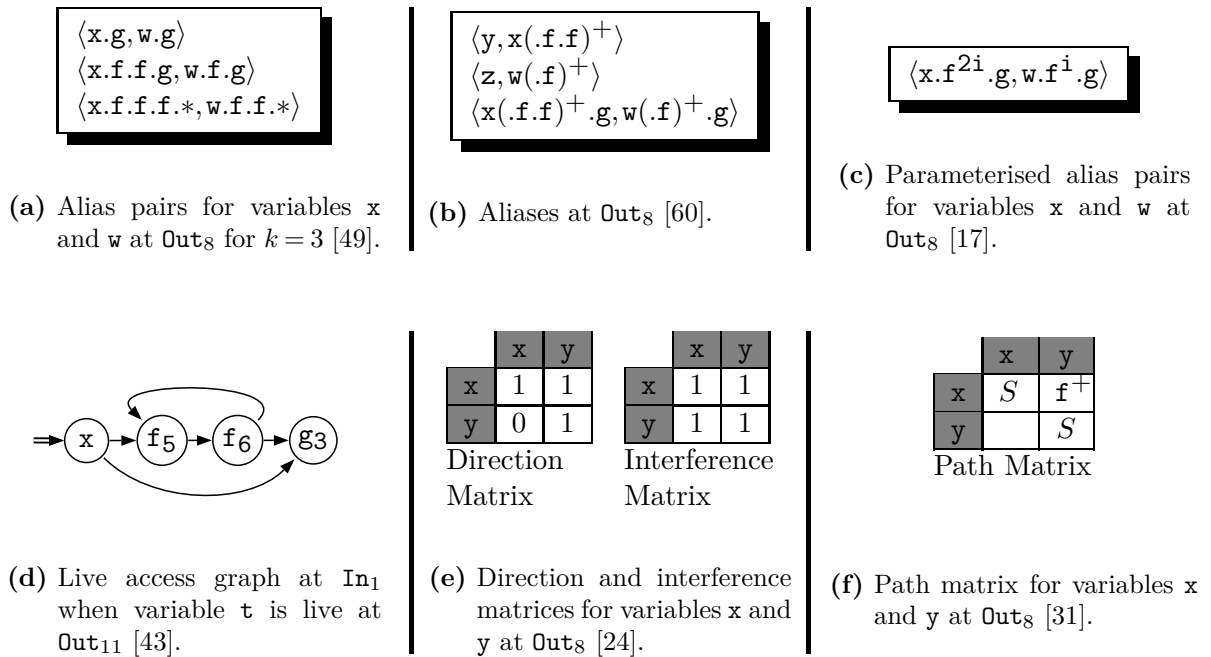 ⟨x.g, w.g⟩
⟨x.f.f.g, w.f.g⟩
⟨x.f.f.f.∗, w.f.f.∗⟩
(a) Alias pairs for variables x
and w at Out₈ for k = 3 [49].
⟨y, x(.f.f)⁺⟩
⟨z, w(.f)⁺⟩
⟨x(.f.f)⁺.g, w(.f)⁺.g⟩
(b) Aliases at Out₈ [60].
⟨x.f²ⁱ.g, w.fⁱ.g⟩
(c) Parameterised alias pairs
for variables x and w at
Out₈ [17].
x f₅ f₆ g₃
(d) Live access graph at In₁
when variable t is live at
Out₁₁ [43].
x y
x 1 1
y 0 1
Direction
Matrix
x y
x 1 1
y 1 1
Interference
Matrix
(e) Direction and interference
matrices for variables x and
y at Out₈ [24].
x y
x S f⁺
y S
Path Matrix
(f) Path matrix for variables x
and y at Out₈ [31].